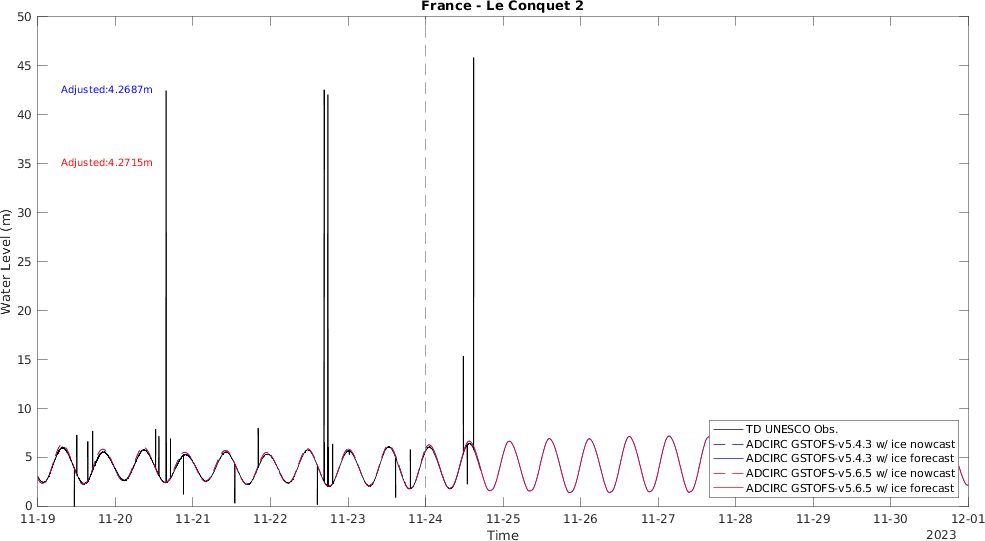 France - Le Conquet 2
50
45
40
35
30
25
20
15
10
5
0
Water Level (m)
Adjusted:4.2687m
Adjusted:4.2715m
TD UNESCO Obs.
ADCIRC GSTOFS-v5.4.3 w/ ice nowcast
ADCIRC GSTOFS-v5.4.3 w/ ice forecast
ADCIRC GSTOFS-v5.6.5 w/ ice nowcast
ADCIRC GSTOFS-v5.6.5 w/ ice forecast
11-19 11-20 11-21 11-22 11-23 11-24 11-25 11-26 11-27 11-28 11-29 11-30 12-01
Time
2023